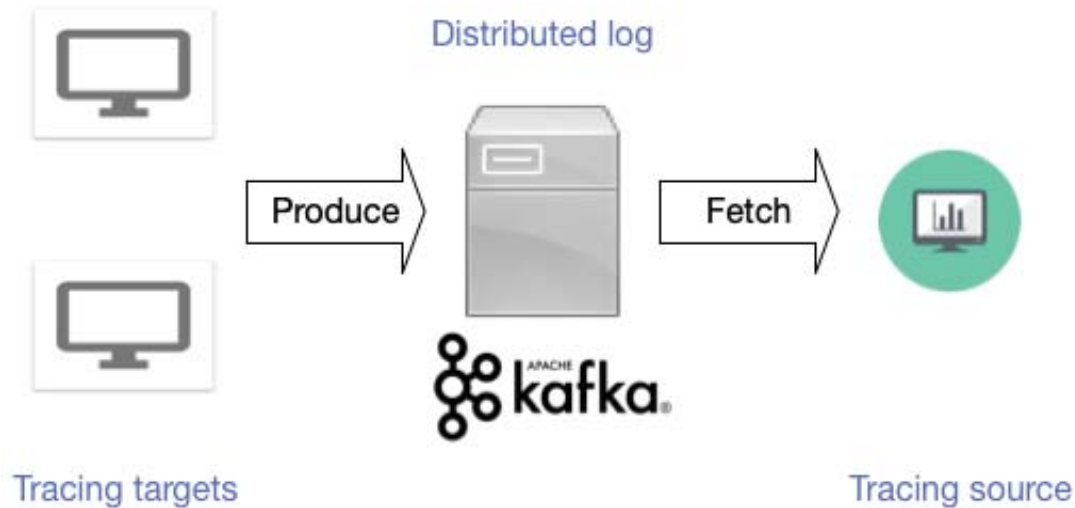 Distributed log
Produce
Fetch
APACHE
kafka®
Tracing targets
Tracing source